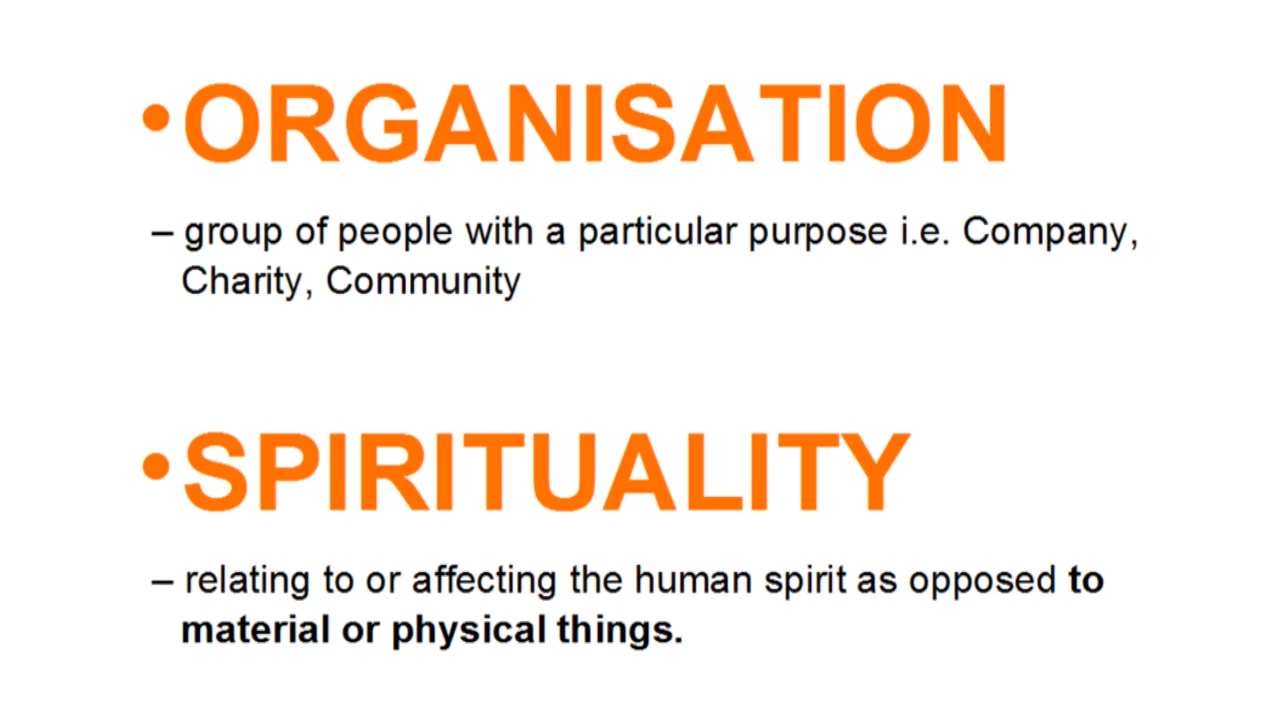 •ORGANISATION
– group of people with a particular purpose i.e. Company,
Charity, Community
•SPIRITUALITY
– relating to or affecting the human spirit as opposed to
material or physical things.